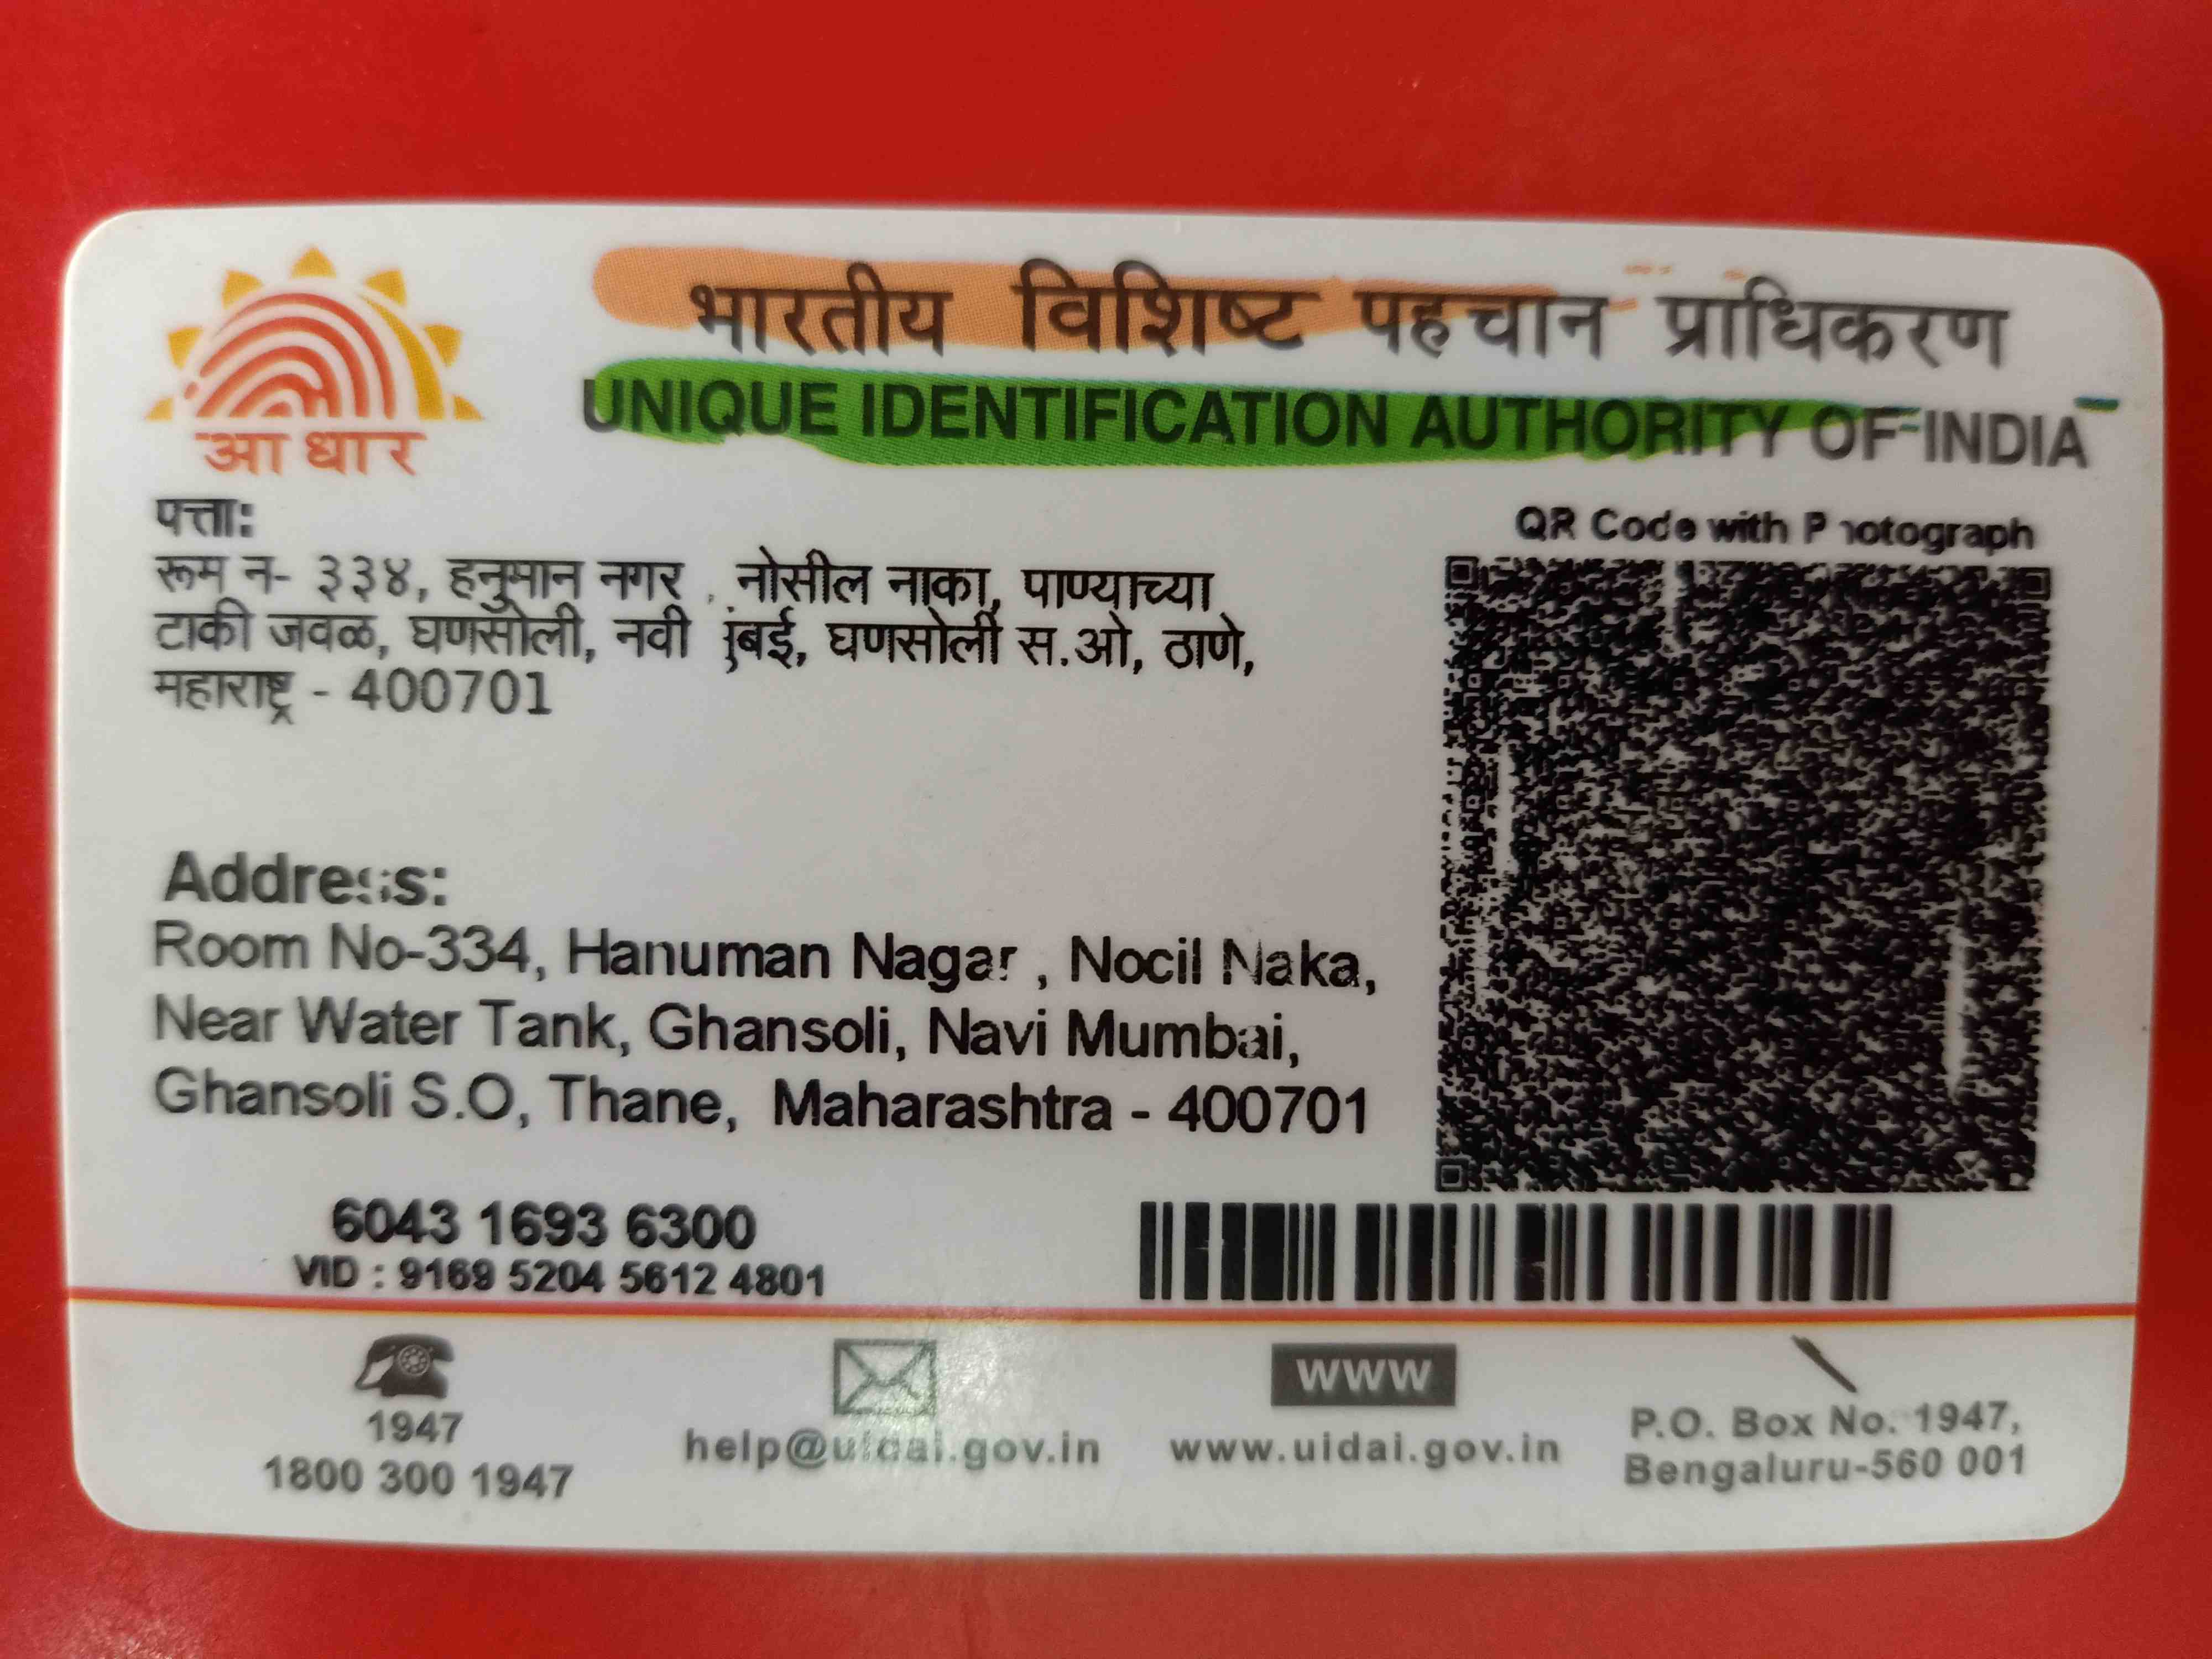 आधार
भारतीय विशिष्ट पहचान प्राधिकरण
UNIQUE IDENTIFICATION AUTHORITY OF INDIA
पत्ता:
रूम न- ३३४, हनुमान नगर , नोसील नाका, पाण्याच्या
टाकी जवळ, घणसोली, नवी मुंबई, घणसोली स.ओ, ठाणे,
महाराष्ट्र - 400701
QR Code with Photograph
Address:
Room No-334, Hanuman Nagar , Nocil Naka,
Near Water Tank, Ghansoli, Navi Mumbai,
Ghansoli S.O, Thane, Maharashtra - 400701
6043 1693 6300
VID : 9169 5204 5612 4801
1947
1800 300 1947
help@uidai.gov.in
WWW
www.uidai.gov.in
P.O. Box No. 1947,
Bengaluru-560 001